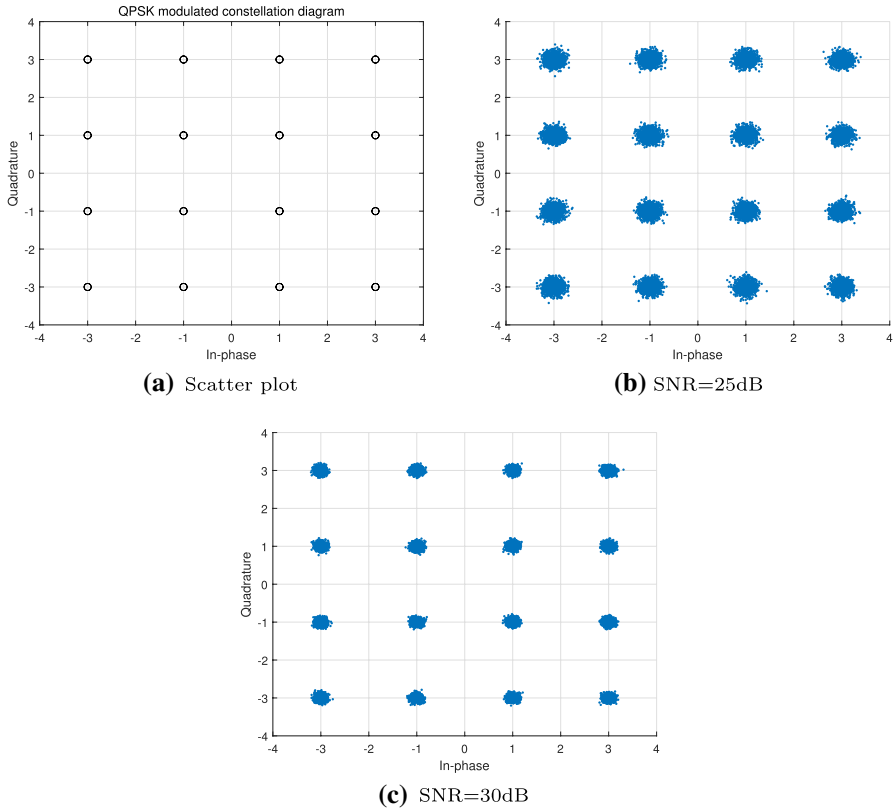 QPSK modulated constellation diagram
4
3
2
1
0
-1
-2
-3
-4
Quadrature
-4 -3 -2 -1 0 1 2 3 4
In-phase
(a) Scatter plot
4
3
2
1
0
-1
-2
-3
-4
Quadrature
-4 -3 -2 -1 0 1 2 3 4
In-phase
(b) SNR=25dB
4
3
2
1
0
-1
-2
-3
-4
Quadrature
-4 -3 -2 -1 0 1 2 3 4
In-phase
(c) SNR=30dB